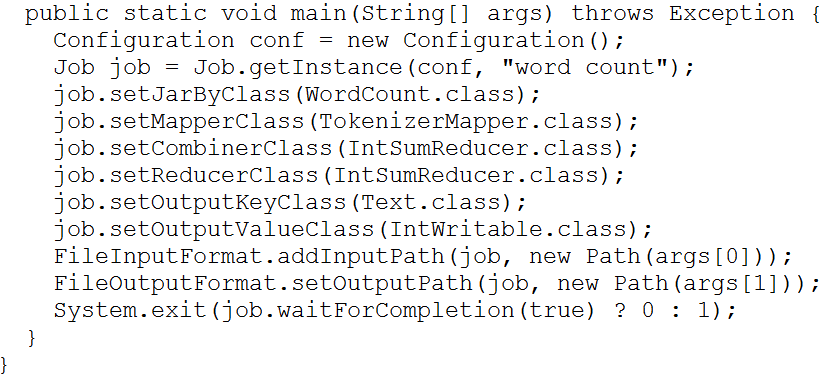 public static void main(String[] args) throws Exception {
Configuration conf = new Configuration();
Job job = Job.getInstance(conf, "word count");
job.setJarByClass(WordCount.class);
job.setMapperClass(TokenizerMapper.class);
job.setCombinerClass(IntSumReducer.class);
job.setReducerClass(IntSumReducer.class);
job.setOutputKeyClass(Text.class);
job.setOutputValueClass(IntWritable.class);
FileInputFormat.addInputPath(job, new Path(args[0]));
FileOutputFormat.setOutputPath(job, new Path(args[1]));
System.exit(job.waitForCompletion(true) ? 0 : 1);
}
}